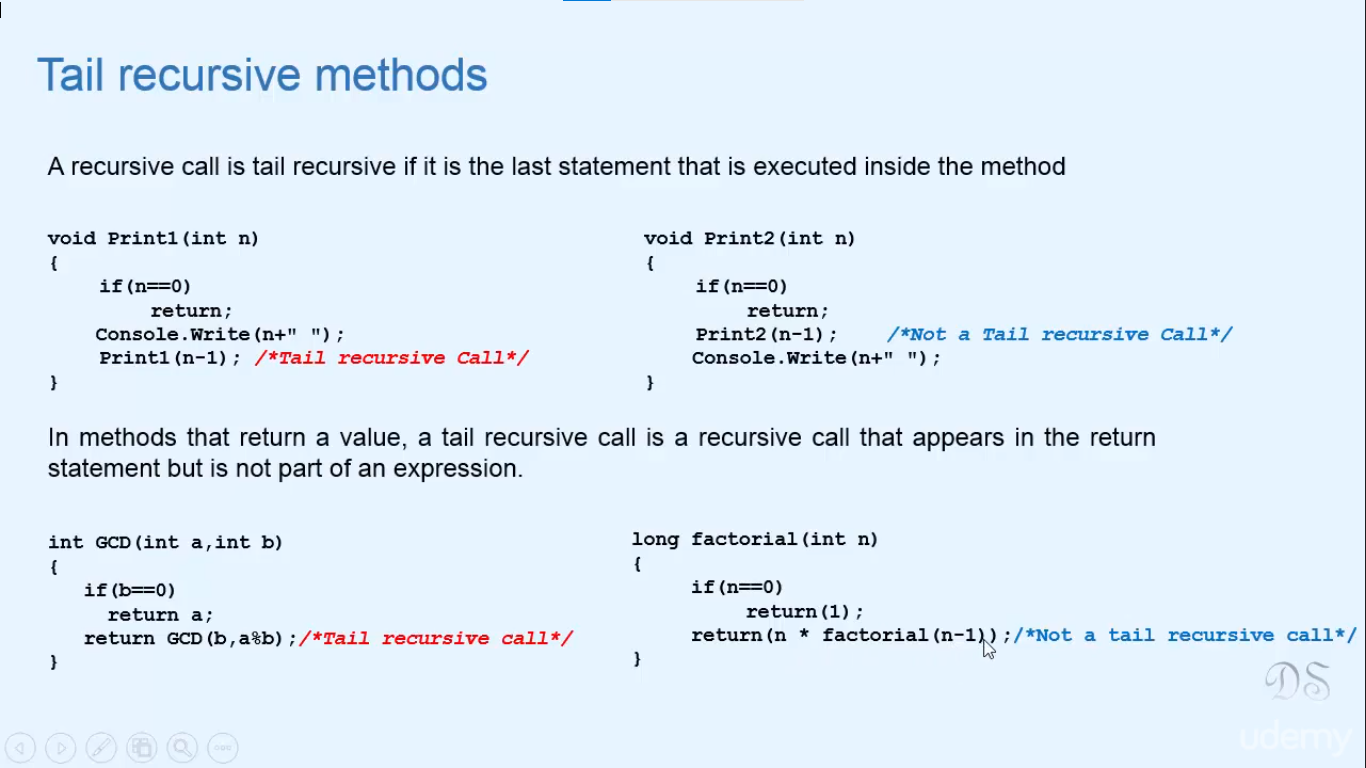 Tail recursive methods
A recursive call is tail recursive if it is the last statement that is executed inside the method
void Print1(int n)
{
if(n==0)
return;
Console.Write(n+" ");
Print1(n-1); /*Tail recursive Call*/
}
void Print2(int n)
{
if(n==0)
return;
Print2(n-1); /*Not a Tail recursive Call*/
Console.Write(n+" ");
}
In methods that return a value, a tail recursive call is a recursive call that appears in the return
statement but is not part of an expression.
int GCD(int a,int b)
{
if(b==0)
return a;
return GCD(b,a%b);/*Tail recursive call*/
}
long factorial(int n)
{
if(n==0)
return(1);
return(n * factorial(n-1));/*Not a tail recursive call*/
}
DS
udemy